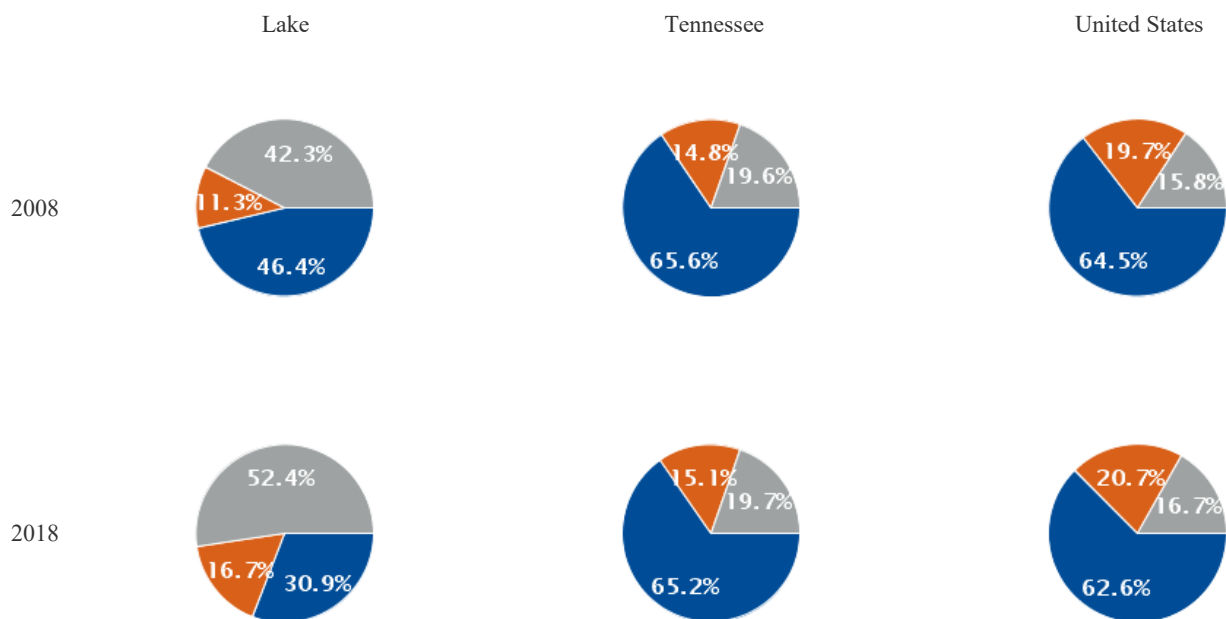 Lake Tennessee United States
42.3% 14.8% 19.7%
19.6% 15.8%
2008 11.3%
46.4% 65.6% 64.5%
52.4% 15.1% 20.7%
19.7% 16.7%
2018 16.7% 30.9% 65.2% 62.6%